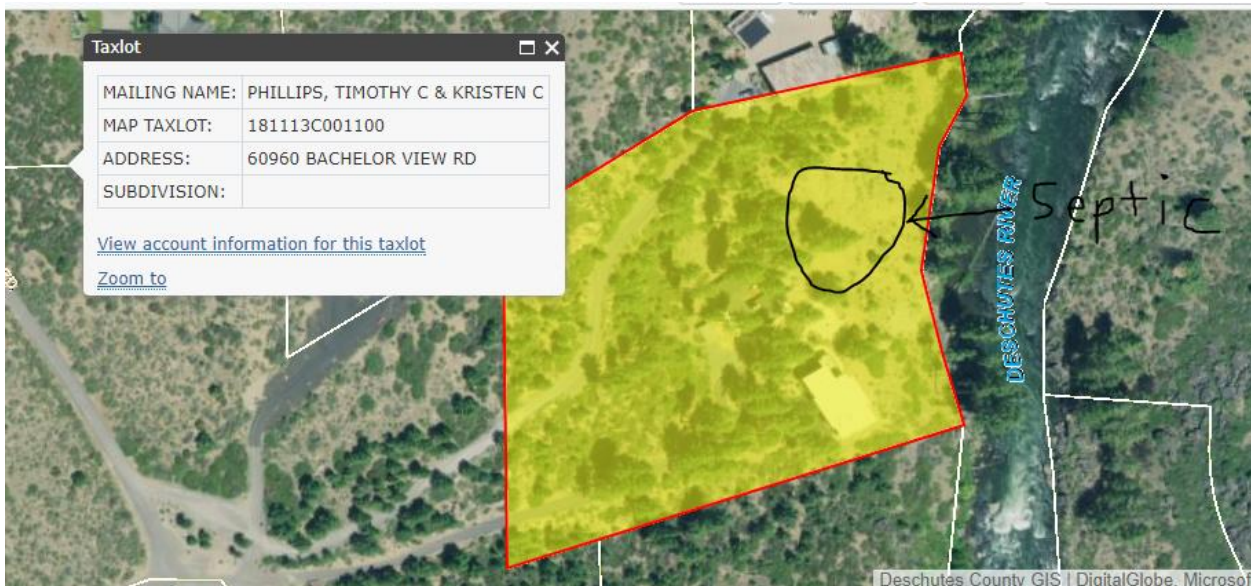 Taxlot
MAILING NAME: PHILLIPS, TIMOTHY C & KRISTEN C
MAP TAXLOT: 181113C001100
ADDRESS: 60960 BACHELOR VIEW RD
SUBDIVISION:
View account information for this taxlot
Zoom to
Septic
DESCHUTES RIVER
Deschutes County GIS | DigitalGlobe, Microso